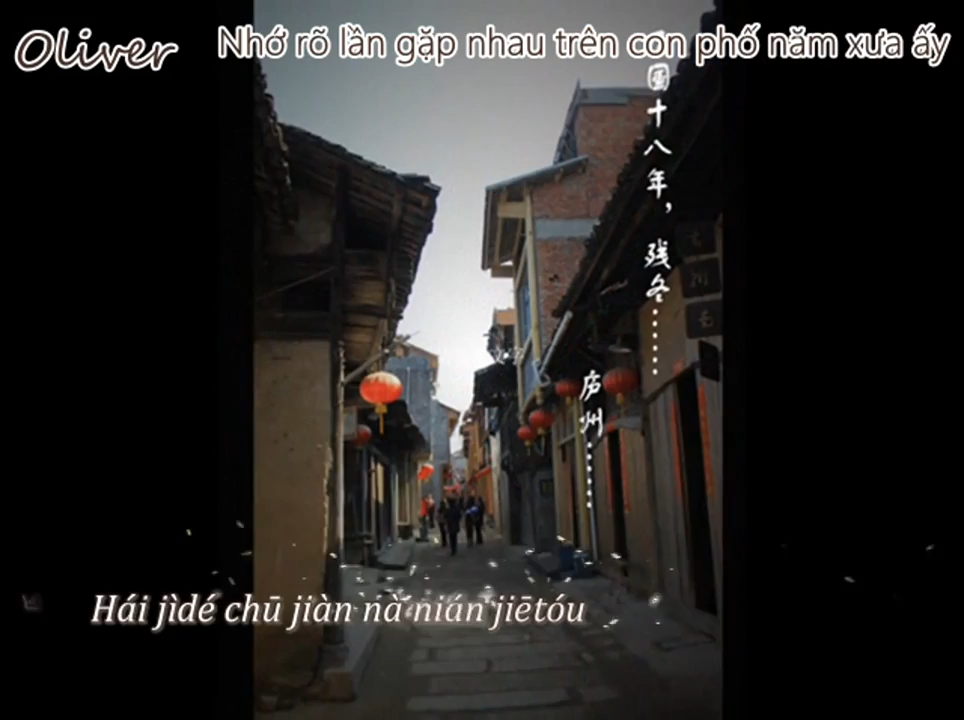 Oliver
Nhớ rõ lần gặp nhau trên con phố năm xưa ấy
十八年，残冬……
庐州……
Hái jìdé chū jiàn nà nián jiētóu